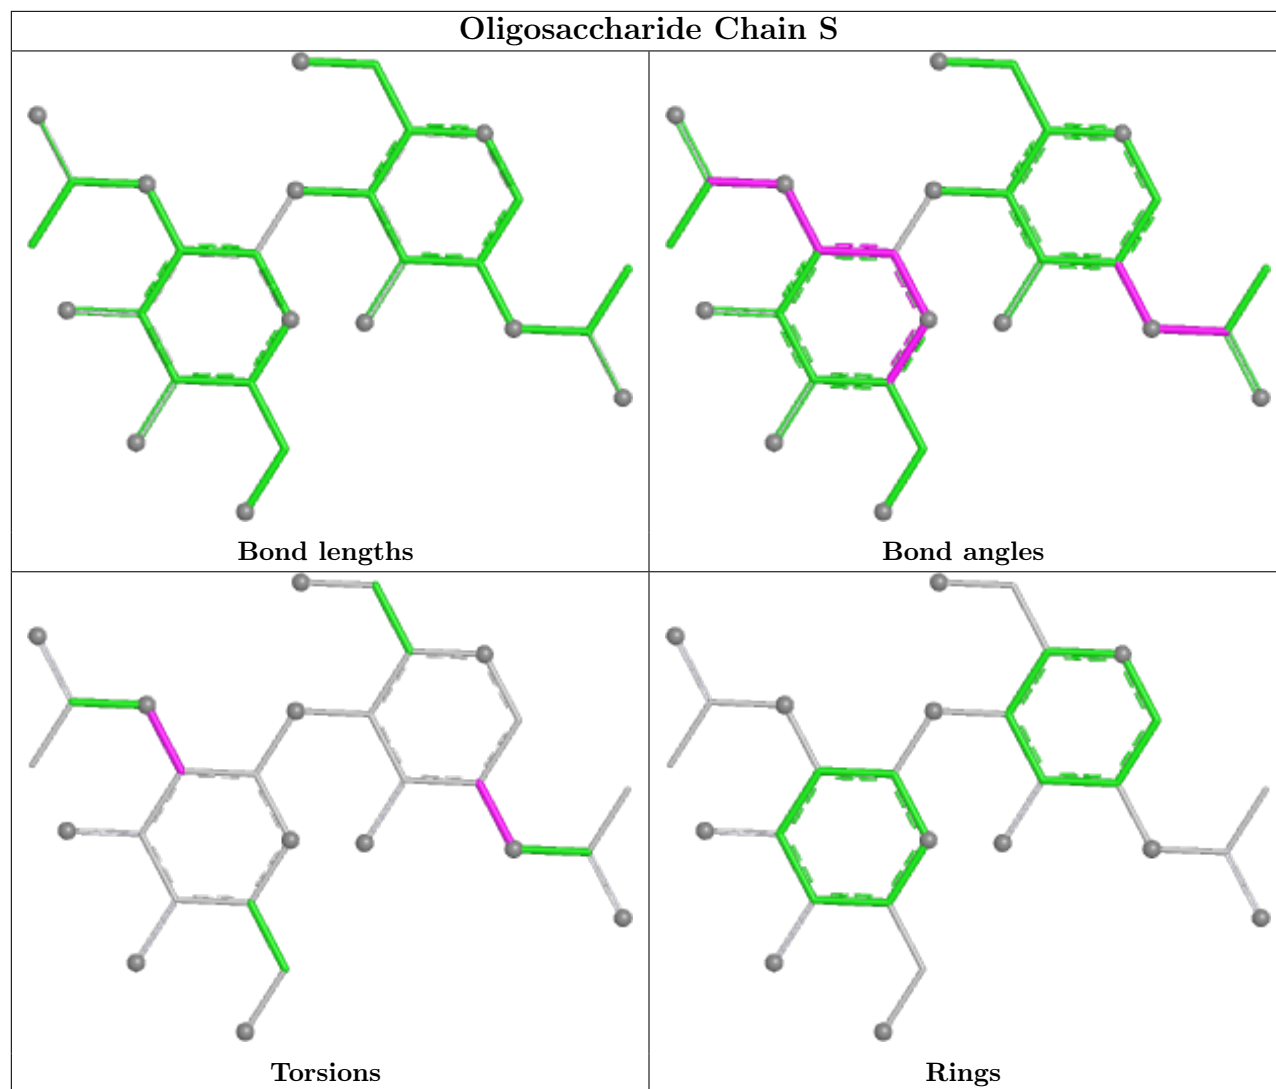 Oligosaccharide Chain S
Bond lengths
Bond angles
Torsions
Rings